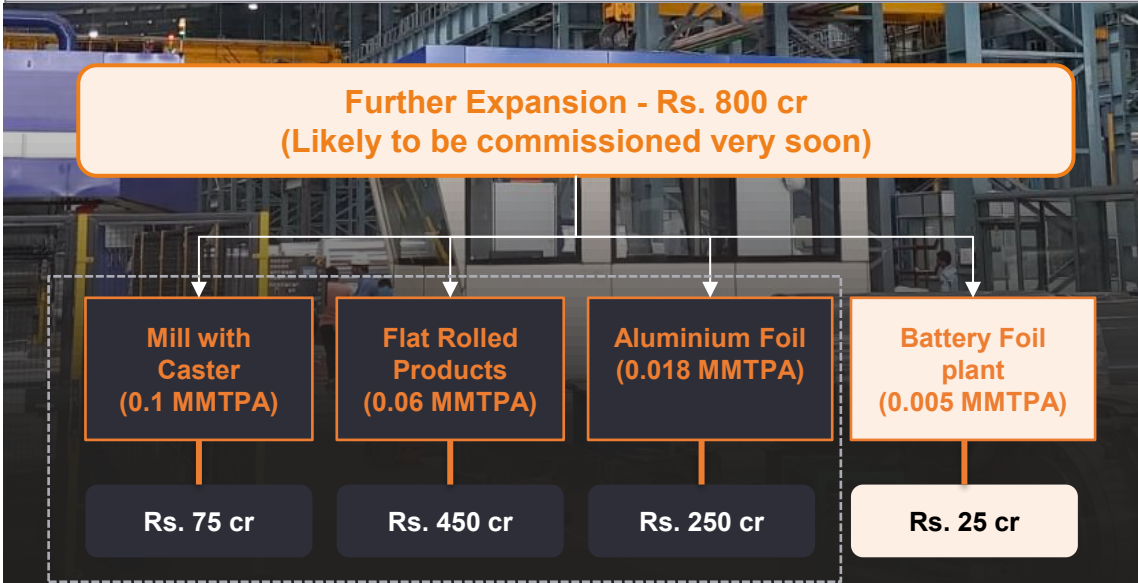 Further Expansion - Rs. 800 cr
(Likely to be commissioned very soon)
Mill with
Caster
(0.1 MMTPA)
Flat Rolled
Products
(0.06 MMTPA)
Aluminium Foil
(0.018 MMTPA)
Battery Foil
plant
(0.005 MMTPA)
Rs. 75 cr
Rs. 450 cr
Rs. 250 cr
Rs. 25 cr